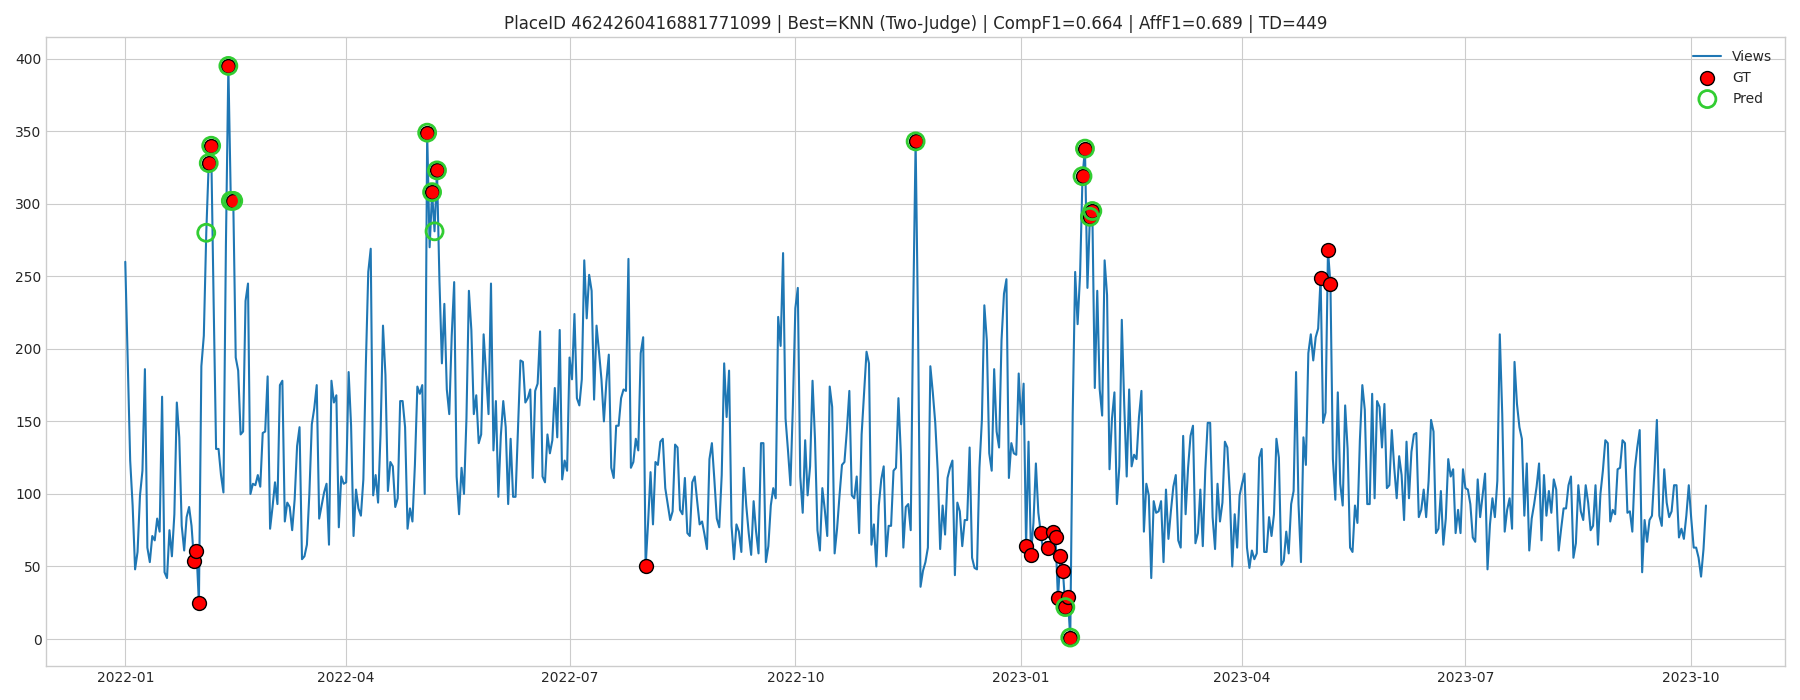 PlaceID 4624260416881771099 | Best=KNN (Two-Judge) | CompF1=0.664 | AffF1=0.689 | TD=449
Views
GT
Pred
400
350
300
250
200
150
100
50
0
2022-01 2022-04 2022-07 2022-10 2023-01 2023-04 2023-07 2023-10